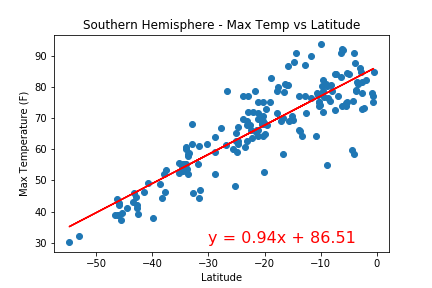 Southern Hemisphere - Max Temp vs Latitude
Max Temperature (F)
90
80
70
60
50
40
30
y = 0.94x + 86.51
−50 −40 −30 −20 −10 0
Latitude